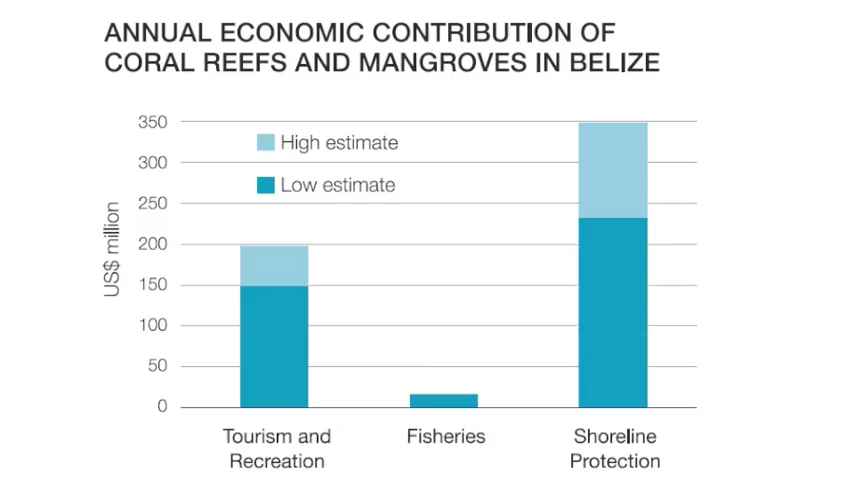 ANNUAL ECONOMIC CONTRIBUTION OF
CORAL REEFS AND MANGROVES IN BELIZE
350
300
250
200
150
100
50
0
US$ million
High estimate
Low estimate
Tourism and
Recreation
Fisheries
Shoreline
Protection